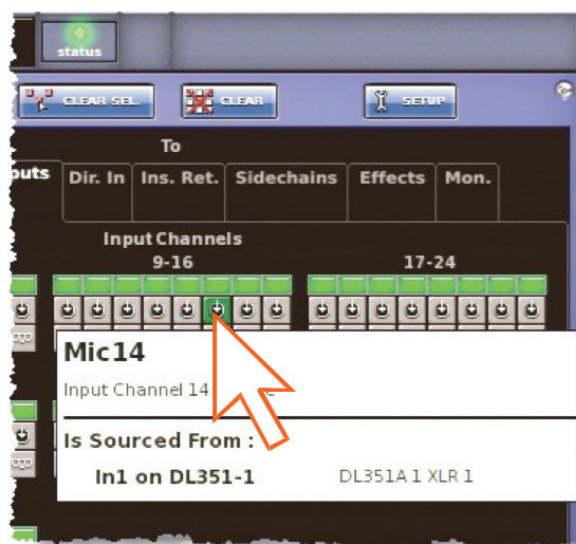 status
CLEAR SEL.
CLEAR
SETUP
To
puts
Dir. In
Ins. Ret.
Sidechains
Effects
Mon.
Input Channels
9-16
17-24
Mic14
Input Channel 14
Is Sourced From :
In1 on DL351-1
DL351A 1 XLR 1